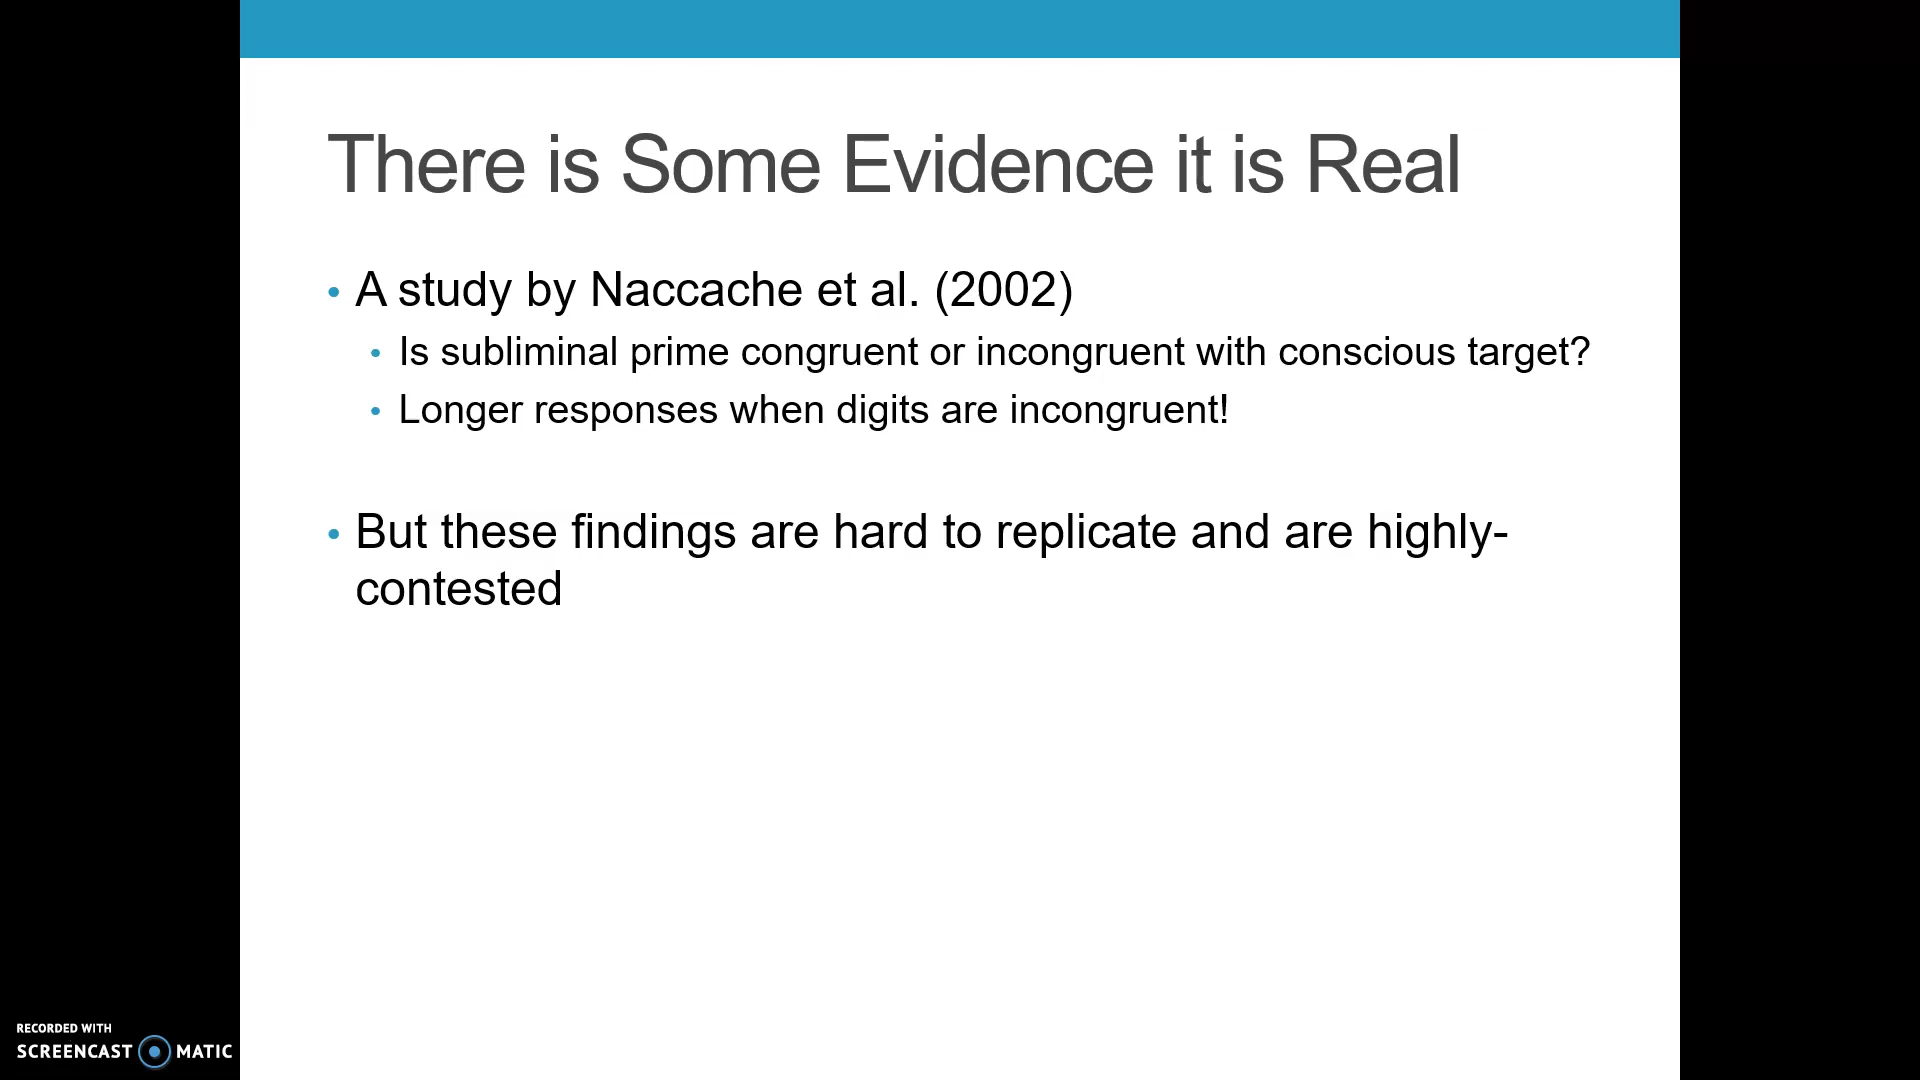 There is Some Evidence it is Real
• A study by Naccache et al. (2002)
• Is subliminal prime congruent or incongruent with conscious target?
• Longer responses when digits are incongruent!
• But these findings are hard to replicate and are highly-
contested
RECORDED WITH
SCREENCAST MATIC